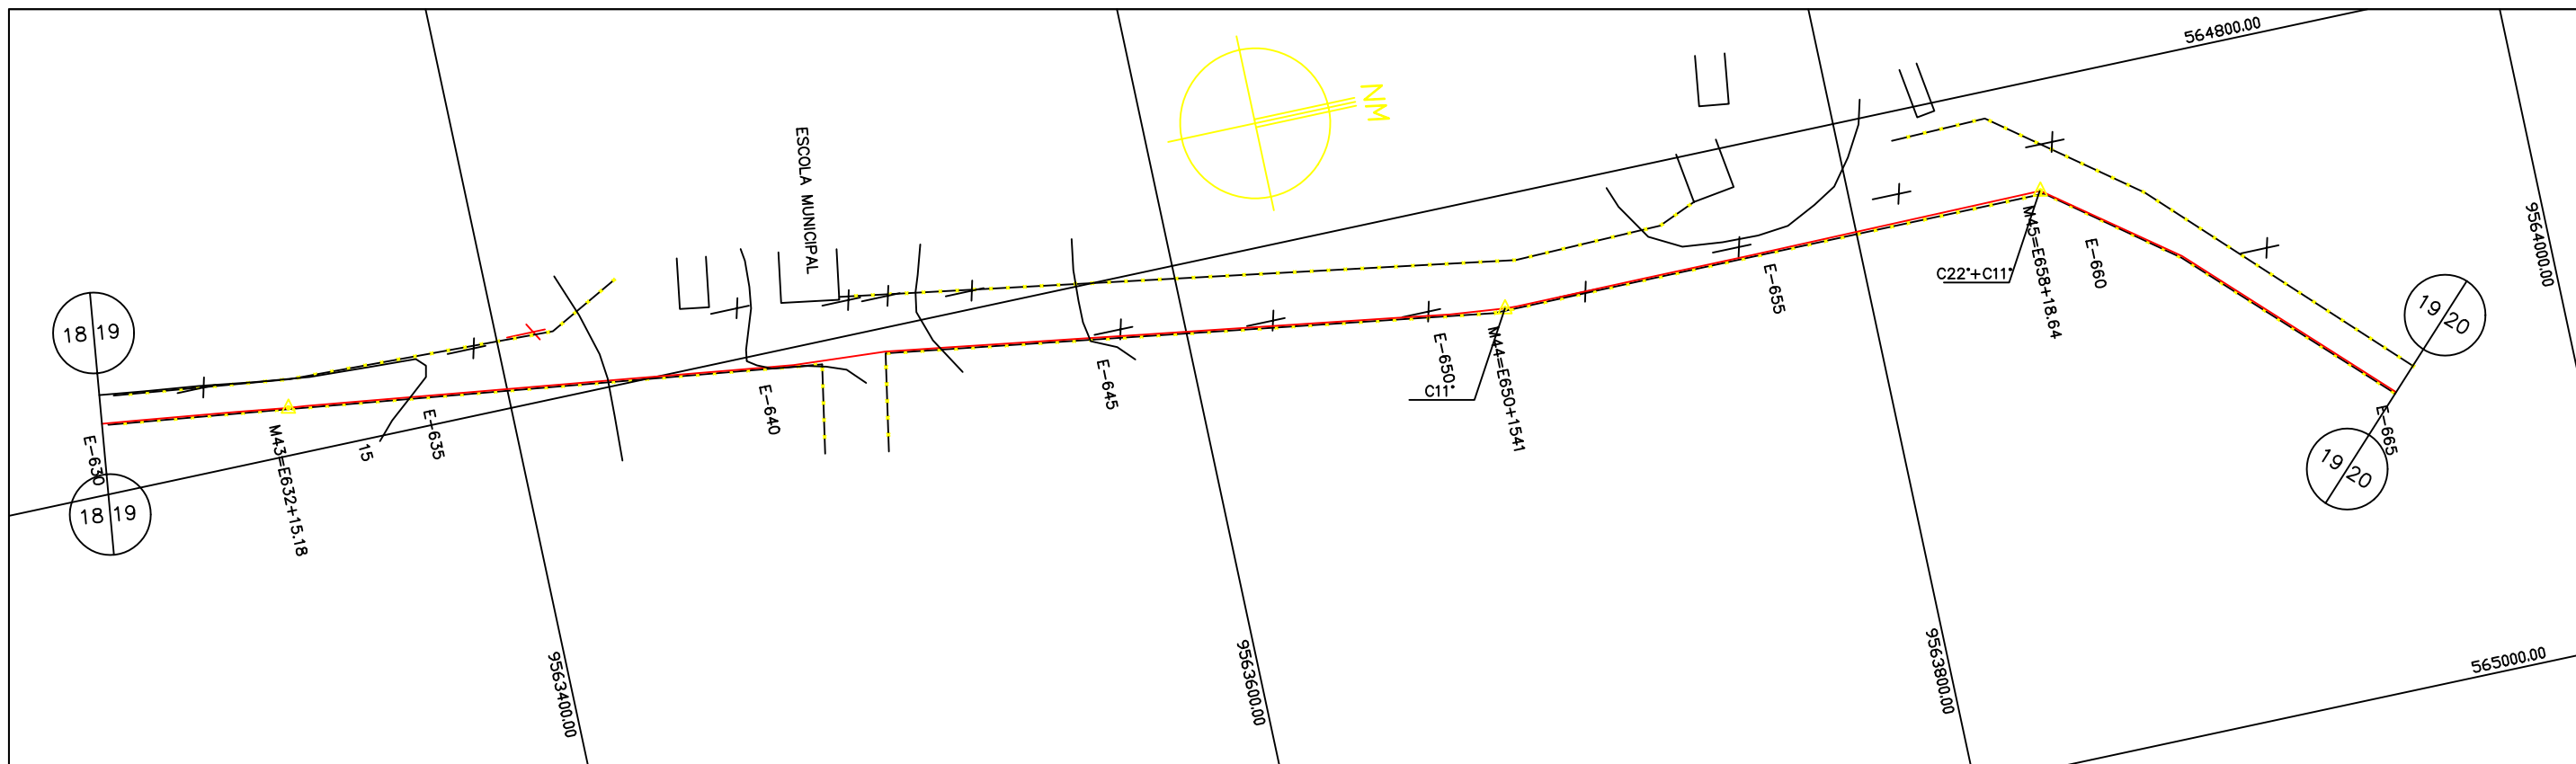 564800.00
NM
ESCOLA MUNICIPAL
18 19
18 19
E-630
M43=E632+15.18
15
E-635
9563400.00
E-640
E-645
9563600.00
E-650
C11°
M44=E650+1541
E-655
9563800.00
C22°+C11°
M45=E658+18.64
E-660
9564000.00
19 20
19 20
E-665
565000.00